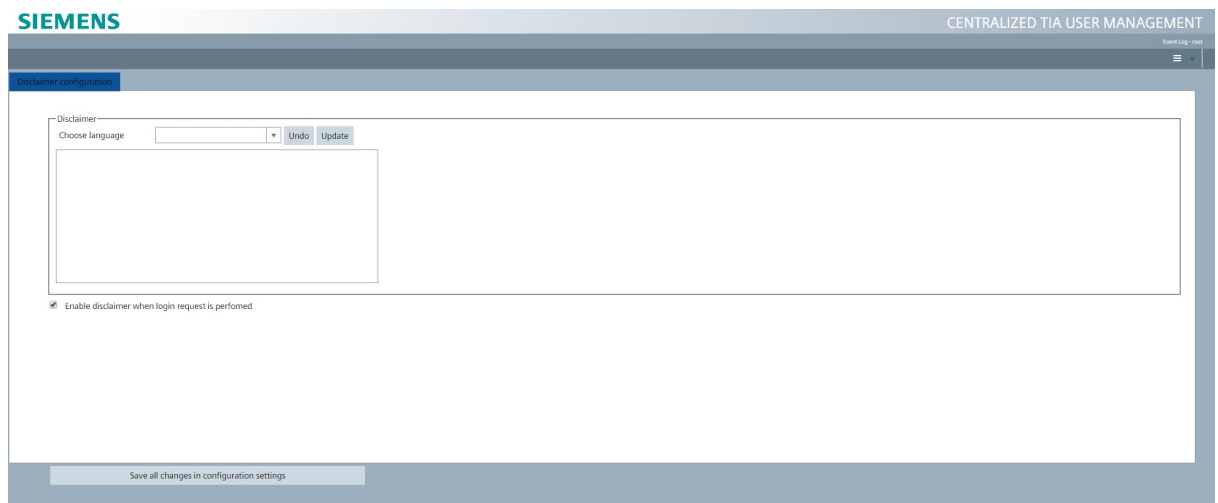 SIEMENS
CENTRALIZED TIA USER MANAGEMENT
Event Log - root
Disclaimer configuration
Disclaimer
Choose language
Undo
Update
Enable disclaimer when login request is perfomed
Save all changes in configuration settings